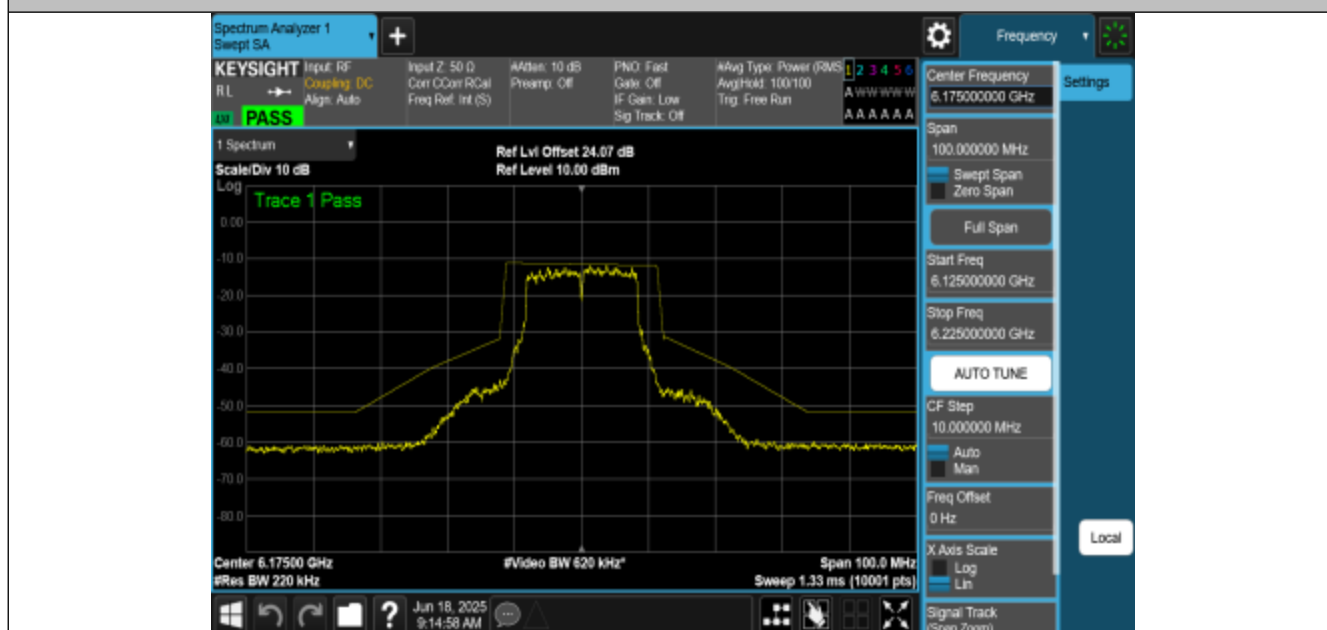 Spectrum Analyzer 1
Swept SA
+
Frequency
KEYSIGHT
RL
PASS
Input: RF
Coupling: DC
Align: Auto
Input Z: 50 Ω
Corr CCorr RCal
Freq Ref: Int (S)
#Atten: 10 dB
Preamp: Off
PNO: Fast
Gate: Off
IF Gain: Low
Sig Track: Off
#Avg Type: Power (RMS
Avg|Hold: 100/100
Trig: Free Run
1 2 3 4 5 6
A W W W W W
A A A A A A
1 Spectrum
Scale/Div 10 dB
Ref Lvl Offset 24.07 dB
Ref Level 10.00 dBm
Log
Trace 1 Pass
0.00
-10.0
-20.0
-30.0
-40.0
-50.0
-60.0
-70.0
-80.0
Center 6.17500 GHz
#Res BW 220 kHz
#Video BW 620 kHz*
Span 100.0 MHz
Sweep 1.33 ms (10001 pts)
Center Frequency
6.175000000 GHz
Settings
Span
100.000000 MHz
Swept Span
Zero Span
Full Span
Start Freq
6.125000000 GHz
Stop Freq
6.225000000 GHz
AUTO TUNE
CF Step
10.000000 MHz
Auto
Man
Freq Offset
0 Hz
X Axis Scale
Log
Lin
Local
Signal Track
(Span Zoom)
?
Jun 18, 2025
9:14:58 AM